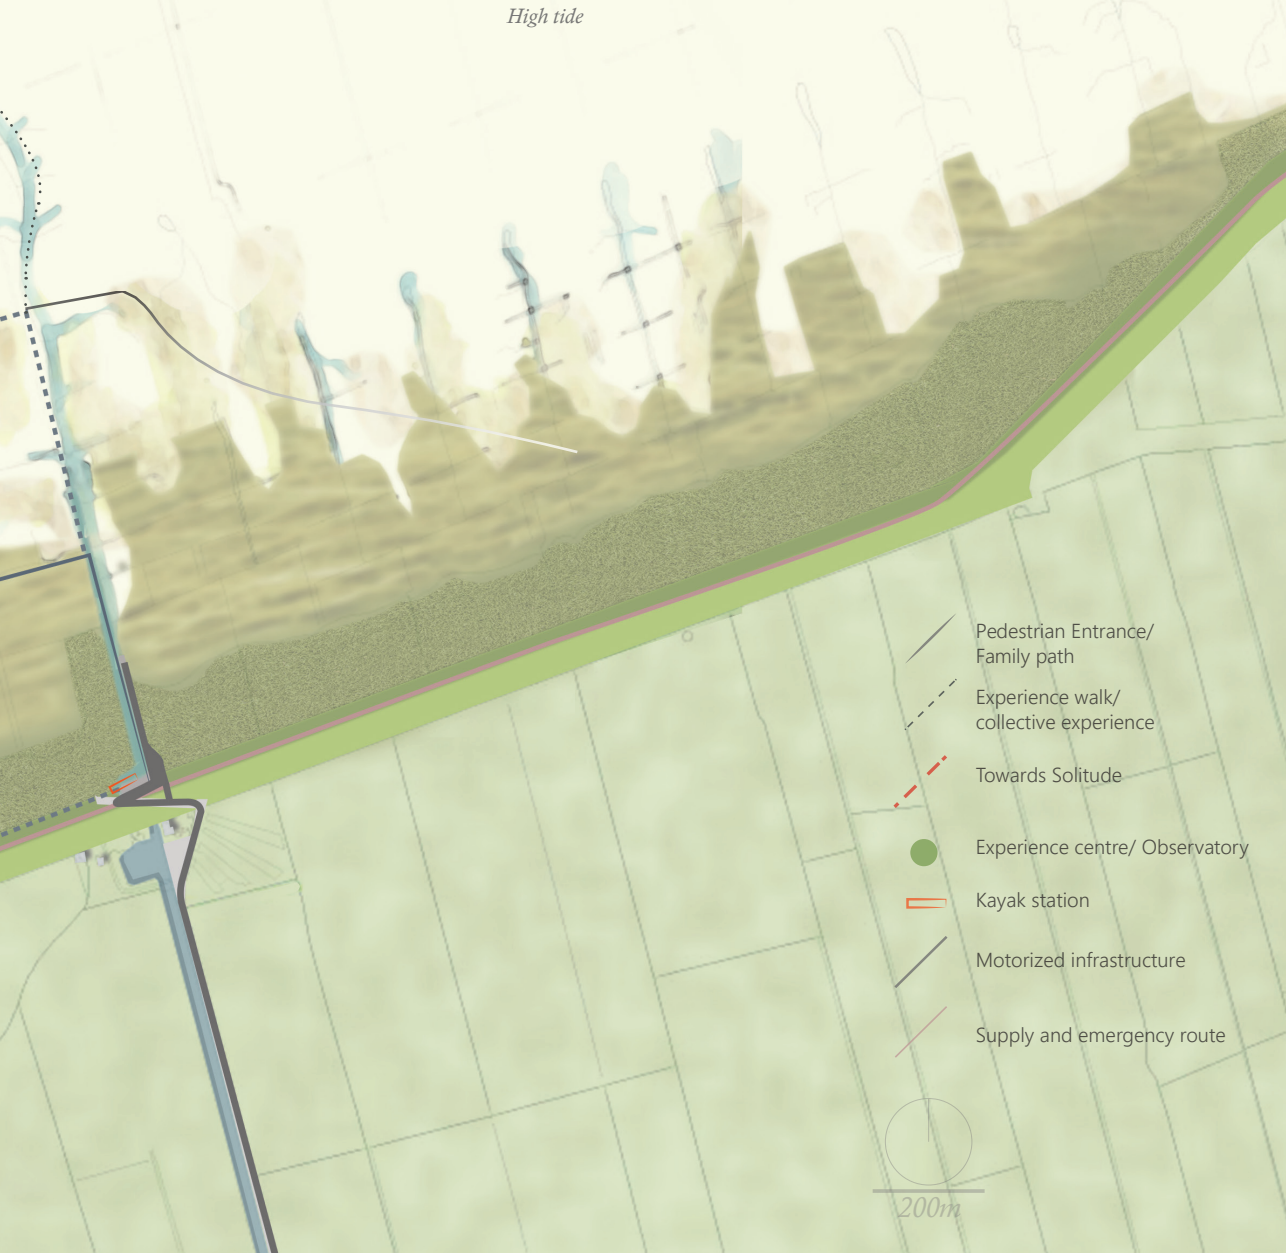 High tide
Pedestrian Entrance/
Family path
Experience walk/
collective experience
Towards Solitude
Experience centre/ Observatory
Kayak station
Motorized infrastructure
Supply and emergency route
200m